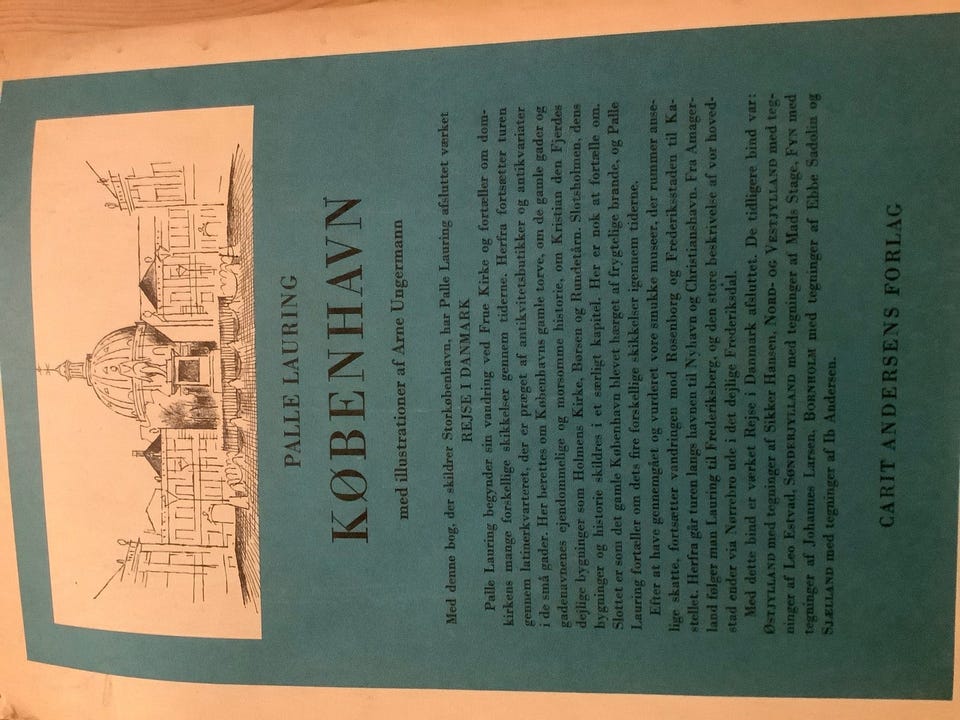 PALLE LAURING
KØBENHAVN
med illustrationer af Arne Ungermann
Med denne bog, der skildrer Storkøbenhavn, har Palle Lauring afsluttet værket
REJSE I DANMARK
Palle Lauring begynder sin vandring ved Frue Kirke og fortæller om dom-
kirkens mange forskellige skikkelser gennem tiderne. Herfra fortsætter turen
gennem latinerkvarteret, der er præget af antikvitetsbutikker og antikvariater
i de små gader. Her berettes om Københavns gamle torve, om de gamle gader og
gadenavnenes ejendommelige og morsomme historie, om Kristian den Fjerdes
dejlige bygninger som Holmens Kirke, Børsen og Rundetårn. Slotsholmen, dens
bygninger og historie skildres i et særligt kapitel. Her er nok at fortælle om.
Slottet er som det gamle København blevet hærget af frygtelige brande, og Palle
Lauring fortæller om dets fire forskellige skikkelser igennem tiderne.
Efter at have gennemgået og vurderet vore smukke museer, der rummer anse-
lige skatte, fortsætter vandringen mod Rosenborg og Frederiksstaden til Ka-
stellet. Herfra går turen langs havnen til Nyhavn og Christianshavn. Fra Amager-
land følger man Lauring til Frederiksberg, og den store beskrivelse af vor hoved-
stad ender via Nørrebro ude i det dejlige Frederiksdal.
Med dette bind er værket Rejse i Danmark afsluttet. De tidligere bind var:
ØSTJYLLAND med tegninger af Sikker Hansen, NORD- OG VESTJYLLAND med teg-
ninger af Leo Estvad, SØNDERJYLLAND med tegninger af Mads Stage, FYN med
tegninger af Johannes Larsen, BORNHOLM med tegninger af Ebbe Sadolin og
SJÆLLAND med tegninger af Ib Andersen.
CARIT ANDERSENS FORLAG